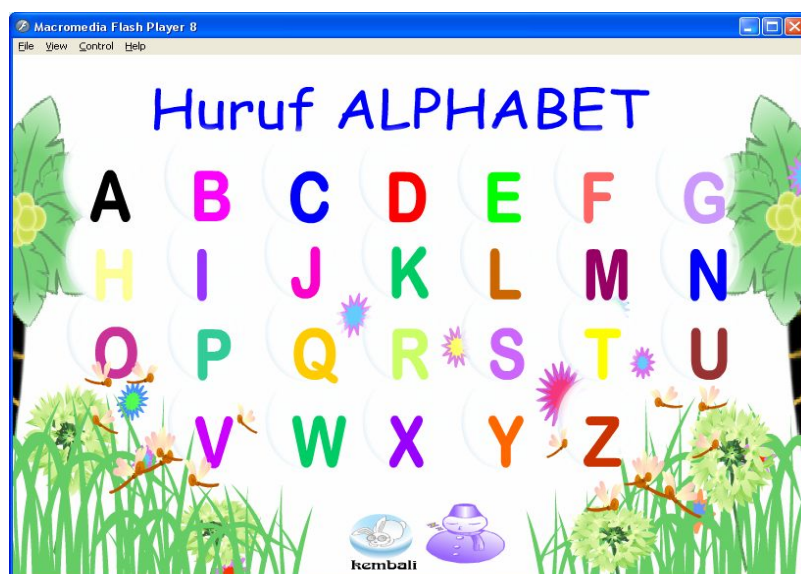 Macromedia Flash Player 8
File View Control Help
Huruf ALPHABET
A B C D E F G
H I J K L M N
O P Q R S T U
V W X Y Z
kembali